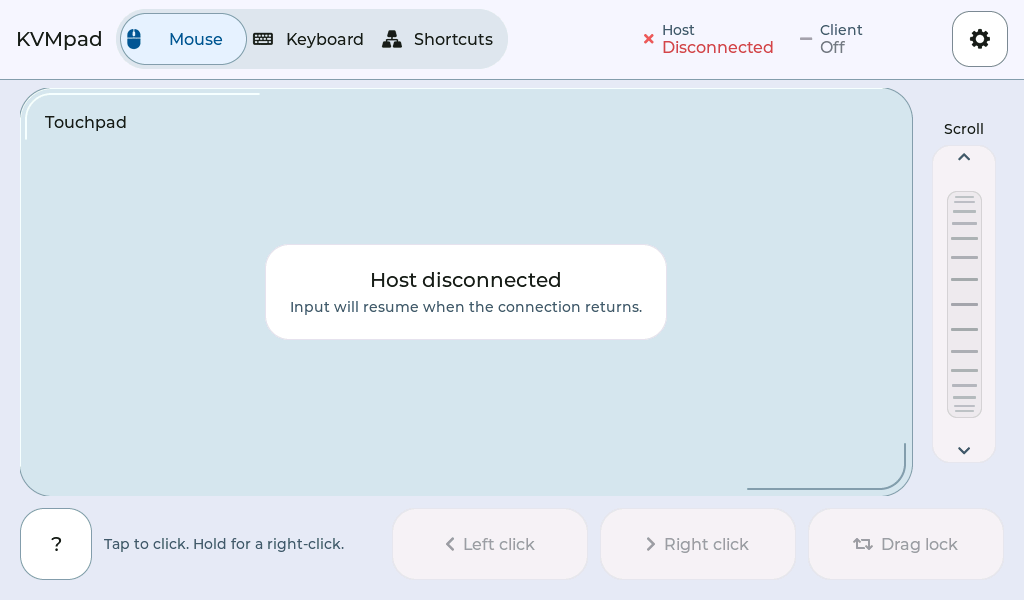 KVMpad
Mouse
Keyboard
Shortcuts
Host
Disconnected
Client
Off
Touchpad
Scroll
Host disconnected
Input will resume when the connection returns.
?
Tap to click. Hold for a right-click.
Left click
Right click
Drag lock